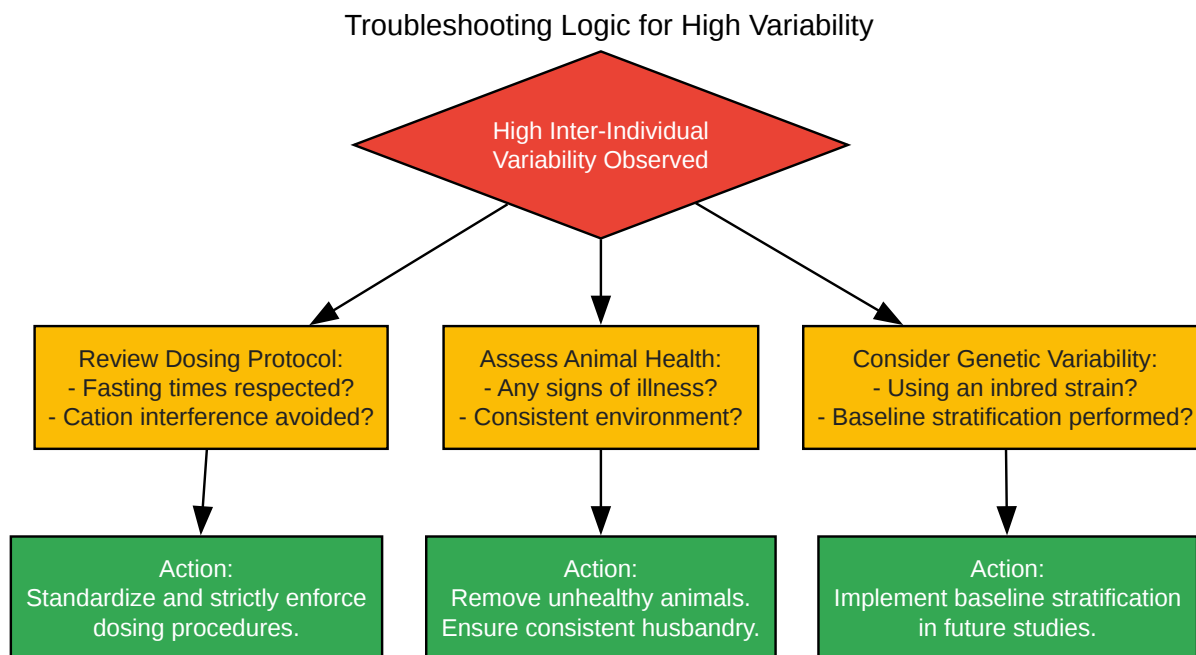 Troubleshooting Logic for High Variability
High Inter-Individual
Variability Observed
Review Dosing Protocol:
- Fasting times respected?
- Cation interference avoided?
Assess Animal Health:
- Any signs of illness?
- Consistent environment?
Consider Genetic Variability:
- Using an inbred strain?
- Baseline stratification performed?
Action:
Standardize and strictly enforce
dosing procedures.
Action:
Remove unhealthy animals.
Ensure consistent husbandry.
Action:
Implement baseline stratification
in future studies.